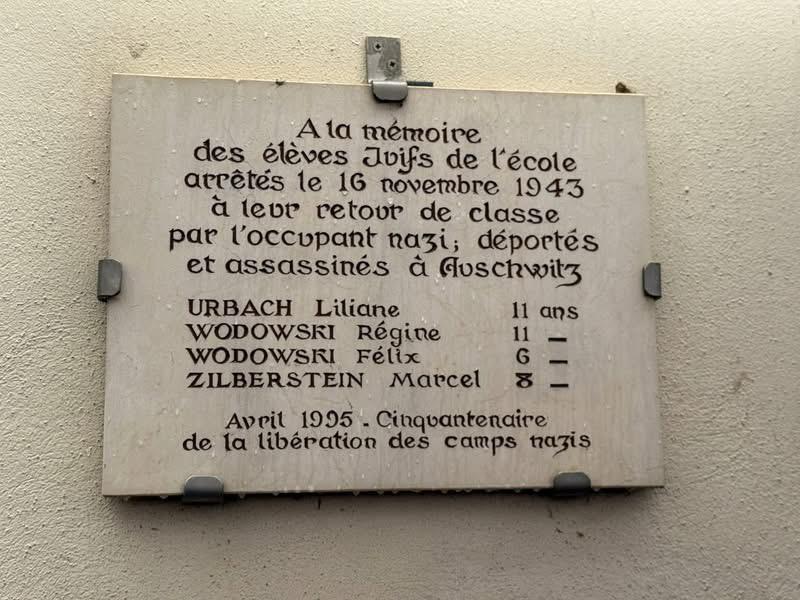 A la mémoire
des élèves Juifs de l'école
arrêtés le 16 novembre 1943
à leur retour de classe
par l'occupant nazi; déportés
et assassinés à Auschwitz
URBACH Liliane 11 ans
WODOWSKI Régine 11 —
WODOWSKI Félix 6 —
ZILBERSTEIN Marcel 8 —
Avril 1995 - Cinquantenaire
de la libération des camps nazis